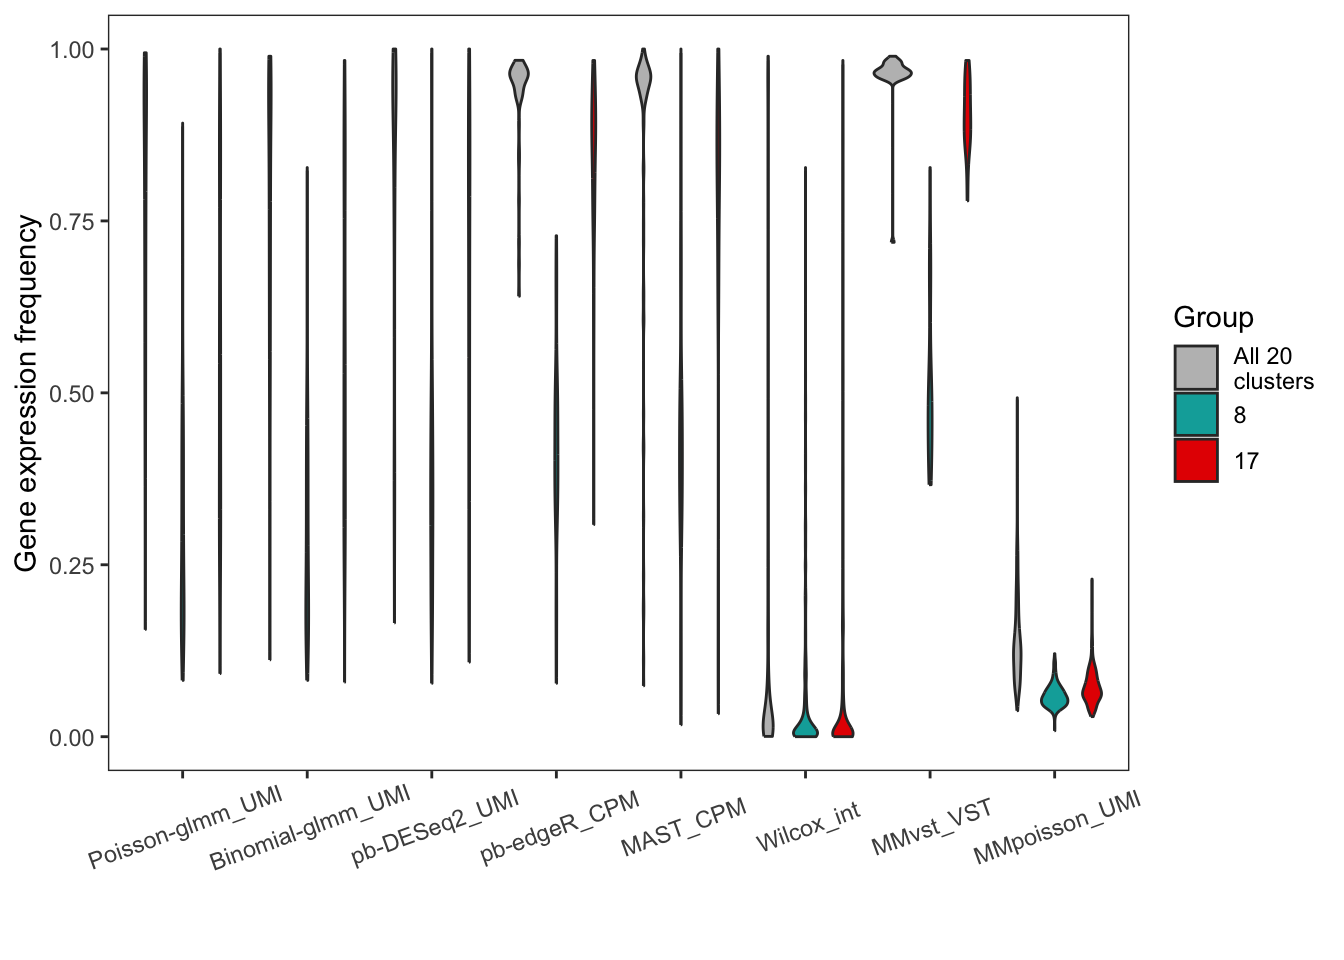 Gene expression frequency
1.00
0.75
0.50
0.25
0.00
Poisson-glmm_UMI
Binomial-glmm_UMI
pb-DESeq2_UMI
pb-edgeR_CPM
MAST_CPM
Wilcox_int
MMvst_VST
MMpoisson_UMI
Group
All 20
clusters
8
17